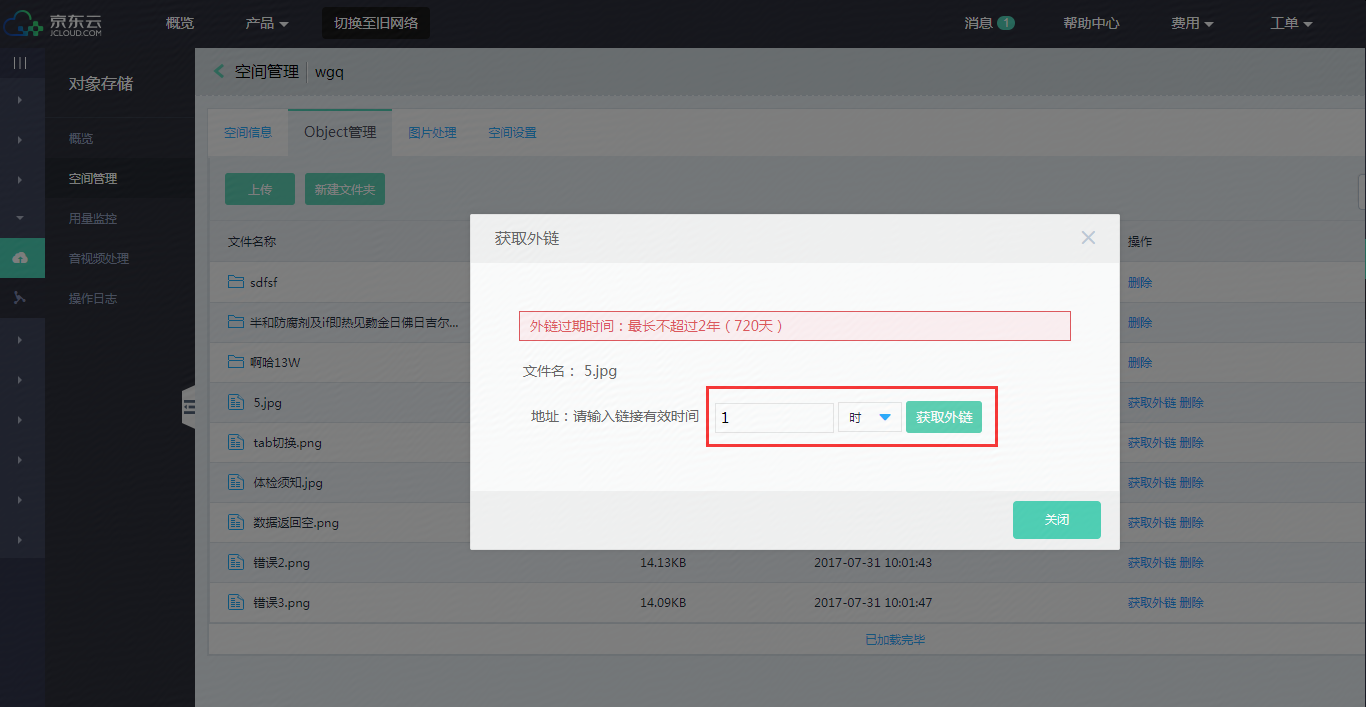 京东云 概览 产品 切换至旧网络 消息 1 帮助中心 费用 工单
JCLOUD.COM
对象存储
概览
空间管理
用量监控
音视频处理
操作日志
空间管理 wgq
空间信息 Object管理 图片处理 空间设置
上传 新建文件夹
文件名称 操作
sdfsf 删除
半和防腐剂及if即热见勤金日佛日吉尔... 删除
啊哈13W 删除
5.jpg 获取外链 删除
tab切换.png 获取外链 删除
体检须知.jpg 获取外链 删除
数据返回空.png 获取外链 删除
错误2.png 14.13KB 2017-07-31 10:01:43 获取外链 删除
错误3.png 14.09KB 2017-07-31 10:01:47 获取外链 删除
已加载完毕
获取外链
外链过期时间：最长不超过2年（720天）
文件名： 5.jpg
地址：请输入链接有效时间 1 时 获取外链
关闭